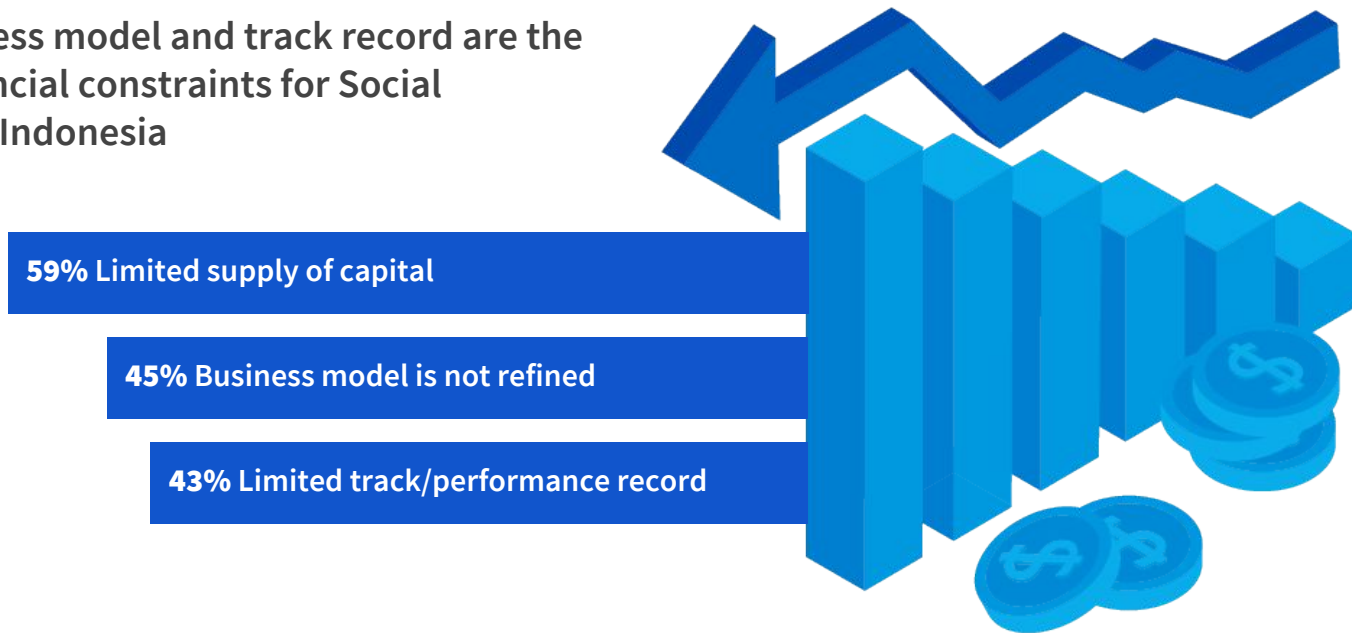 ess model and track record are the
ncial constraints for Social
Indonesia
59% Limited supply of capital
45% Business model is not refined
43% Limited track/performance record